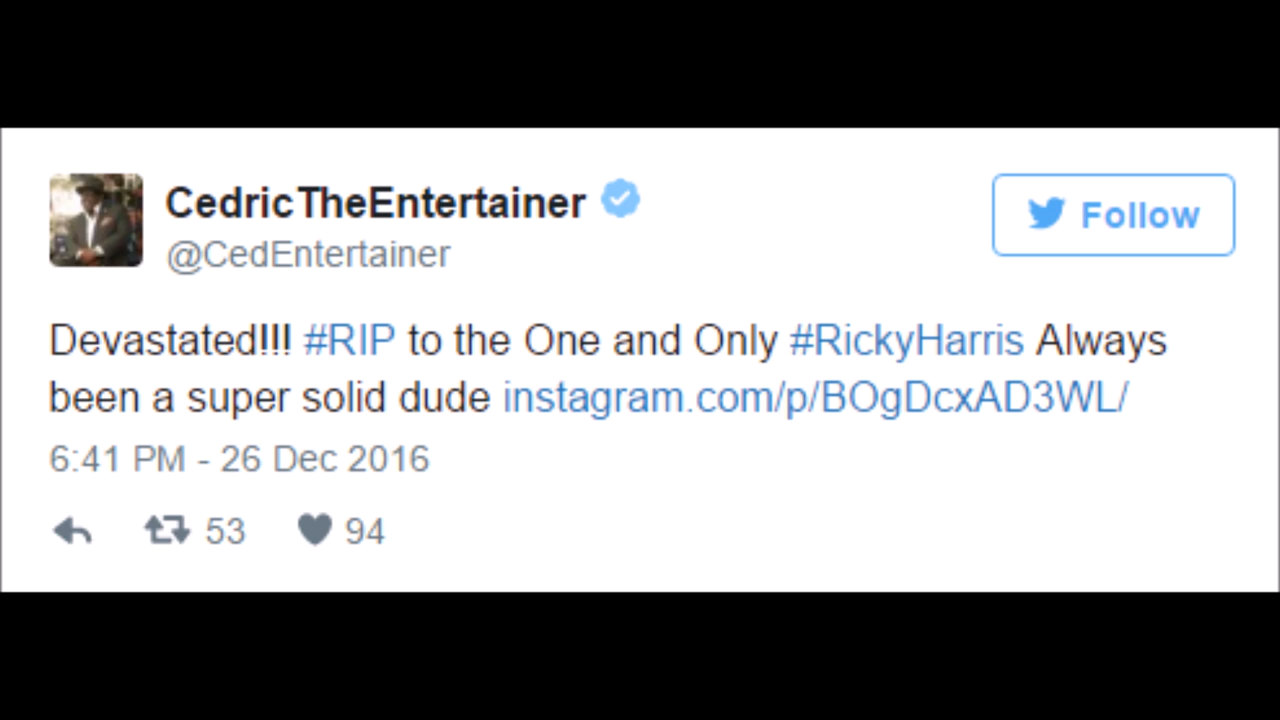 CedricTheEntertainer
@CedEntertainer
Follow
Devastated!!! #RIP to the One and Only #RickyHarris Always
been a super solid dude instagram.com/p/BOgDcxAD3WL/
6:41 PM - 26 Dec 2016
53 94